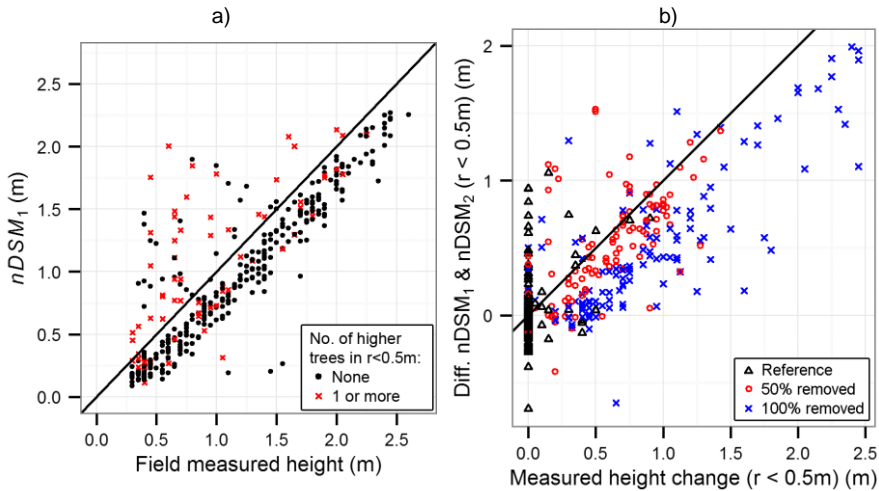 a)
nDSM1 (m)
2.5
2.0
1.5
1.0
0.5
0.0
No. of higher
trees in r<0.5m:
None
1 or more
0.0 0.5 1.0 1.5 2.0 2.5
Field measured height (m)
b)
Diff. nDSM1 & nDSM2 (r < 0.5m) (m)
2
1
0
Reference
50% removed
100% removed
0.0 0.5 1.0 1.5 2.0 2.5
Measured height change (r < 0.5m) (m)